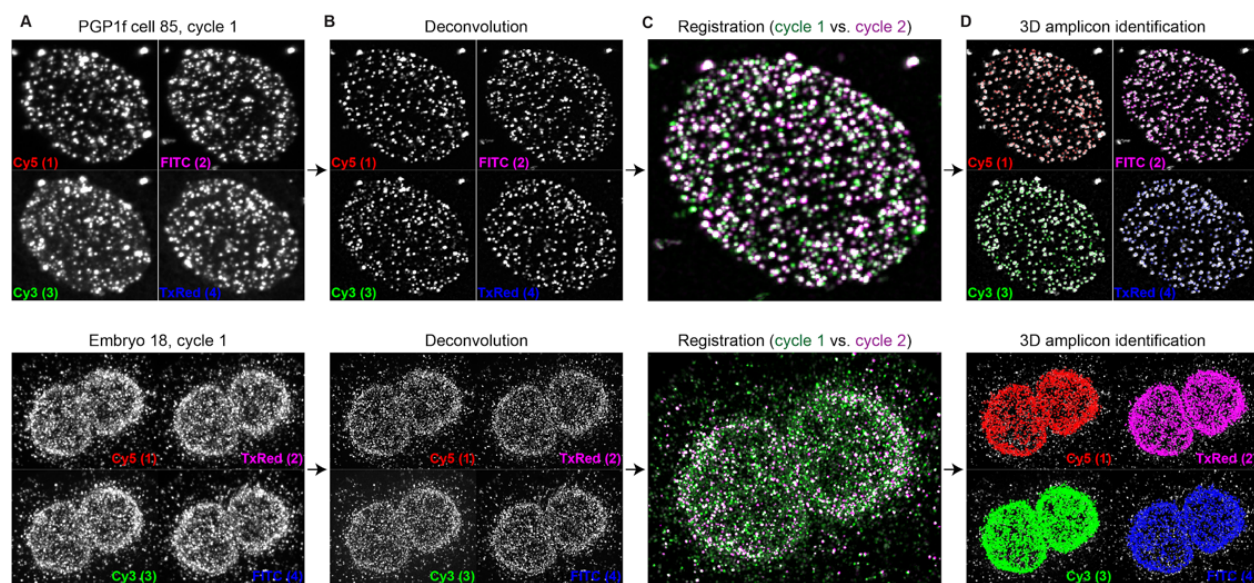 A
PGP1f cell 85, cycle 1
B
Deconvolution
C
Registration (cycle 1 vs. cycle 2)
D
3D amplicon identification
Cy5 (1)
FITC (2)
Cy5 (1)
FITC (2)
Cy5 (1)
FITC (2)
Cy3 (3)
TxRed (4)
Cy3 (3)
TxRed (4)
Cy3 (3)
TxRed (4)
Embryo 18, cycle 1
Deconvolution
Registration (cycle 1 vs. cycle 2)
3D amplicon identification
Cy5 (1)
TxRed (2)
Cy5 (1)
TxRed (2)
Cy5 (1)
TxRed (2)
Cy3 (3)
FITC (4)
Cy3 (3)
FITC (4)
Cy3 (3)
FITC (4)